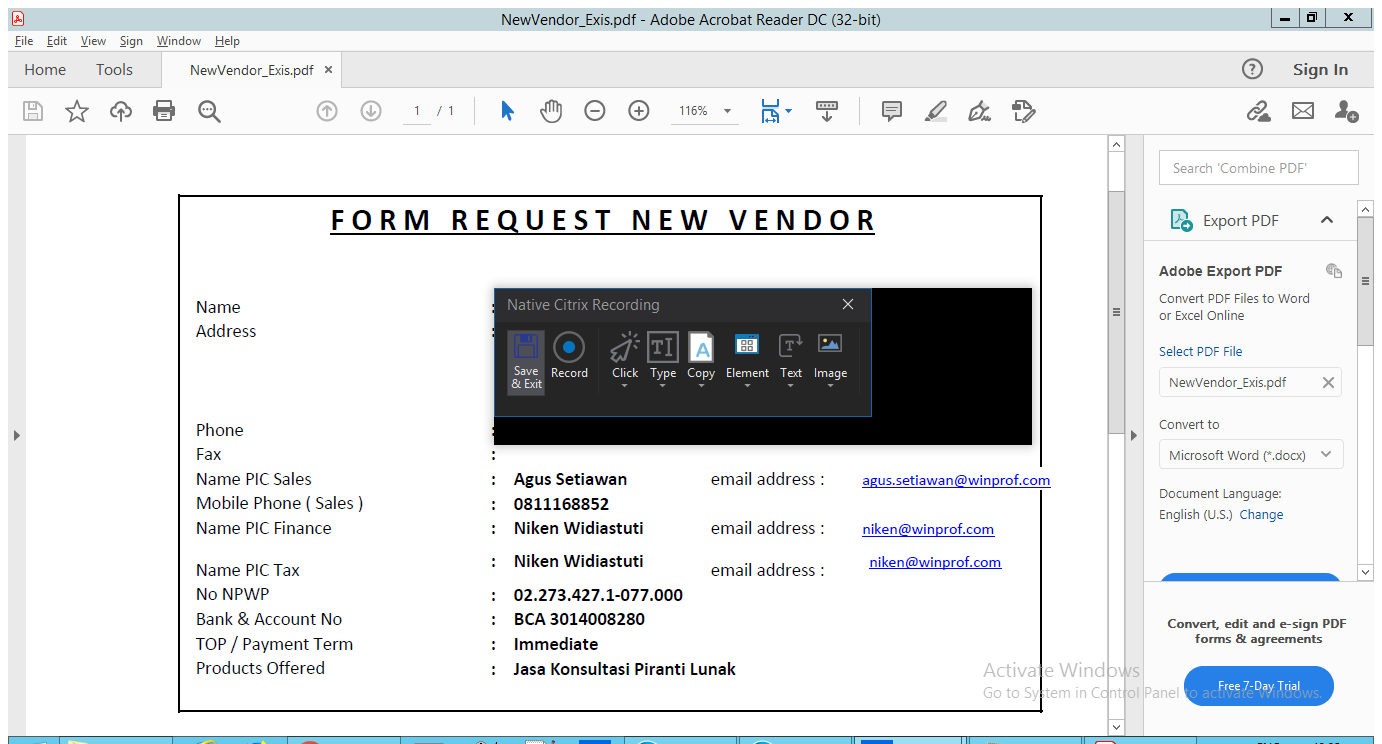 NewVendor_Exis.pdf - Adobe Acrobat Reader DC (32-bit)
File Edit View Sign Window Help
Home Tools NewVendor_Exis.pdf × Sign In
1 / 1 116%
Search 'Combine PDF'
FORM REQUEST NEW VENDOR
Export PDF
Adobe Export PDF
Convert PDF Files to Word
or Excel Online
Select PDF File
NewVendor_Exis.pdf
Convert to
Microsoft Word (*.docx)
Document Language:
English (U.S.) Change
Name :
Address :
Native Citrix Recording
Save & Exit
Record
Click
Type
Copy
Element
Text
Image
Phone :
Fax :
Name PIC Sales : Agus Setiawan email address : agus.setiawan@winprof.com
Mobile Phone ( Sales ) : 0811168852
Name PIC Finance : Niken Widiastuti email address : niken@winprof.com
Name PIC Tax : Niken Widiastuti email address : niken@winprof.com
No NPWP : 02.273.427.1-077.000
Bank & Account No : BCA 3014008280
TOP / Payment Term : Immediate
Products Offered : Jasa Konsultasi Piranti Lunak
Convert, edit and e-sign PDF
forms & agreements
Free 7-Day Trial
Activate Windows
Go to System in Control Panel to activate Windows.